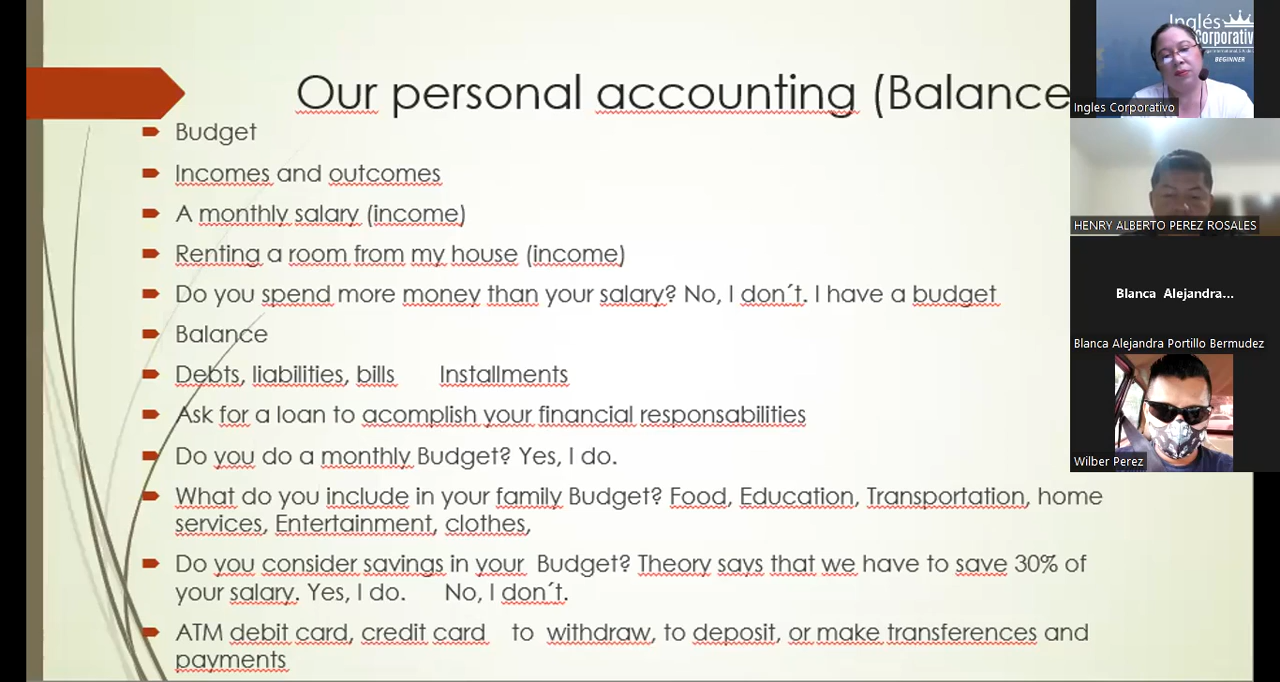 Our personal accounting (Balance
Budget
Incomes and outcomes
A monthly salary (income)
Renting a room from my house (income)
Do you spend more money than your salary? No, I don´t. I have a budget
Balance
Debts, liabilities, bills Installments
Ask for a loan to acomplish your financial responsabilities
Do you do a monthly Budget? Yes, I do.
What do you include in your family Budget? Food, Education, Transportation, home
services, Entertainment, clothes,
Do you consider savings in your Budget? Theory says that we have to save 30% of
your salary. Yes, I do. No, I don´t.
ATM debit card, credit card to withdraw, to deposit, or make transferences and
payments
Inglés
Corporativ
BEGINNER
Ingles Corporativo
HENRY ALBERTO PEREZ ROSALES
Blanca Alejandra...
Blanca Alejandra Portillo Bermudez
Wilber Perez